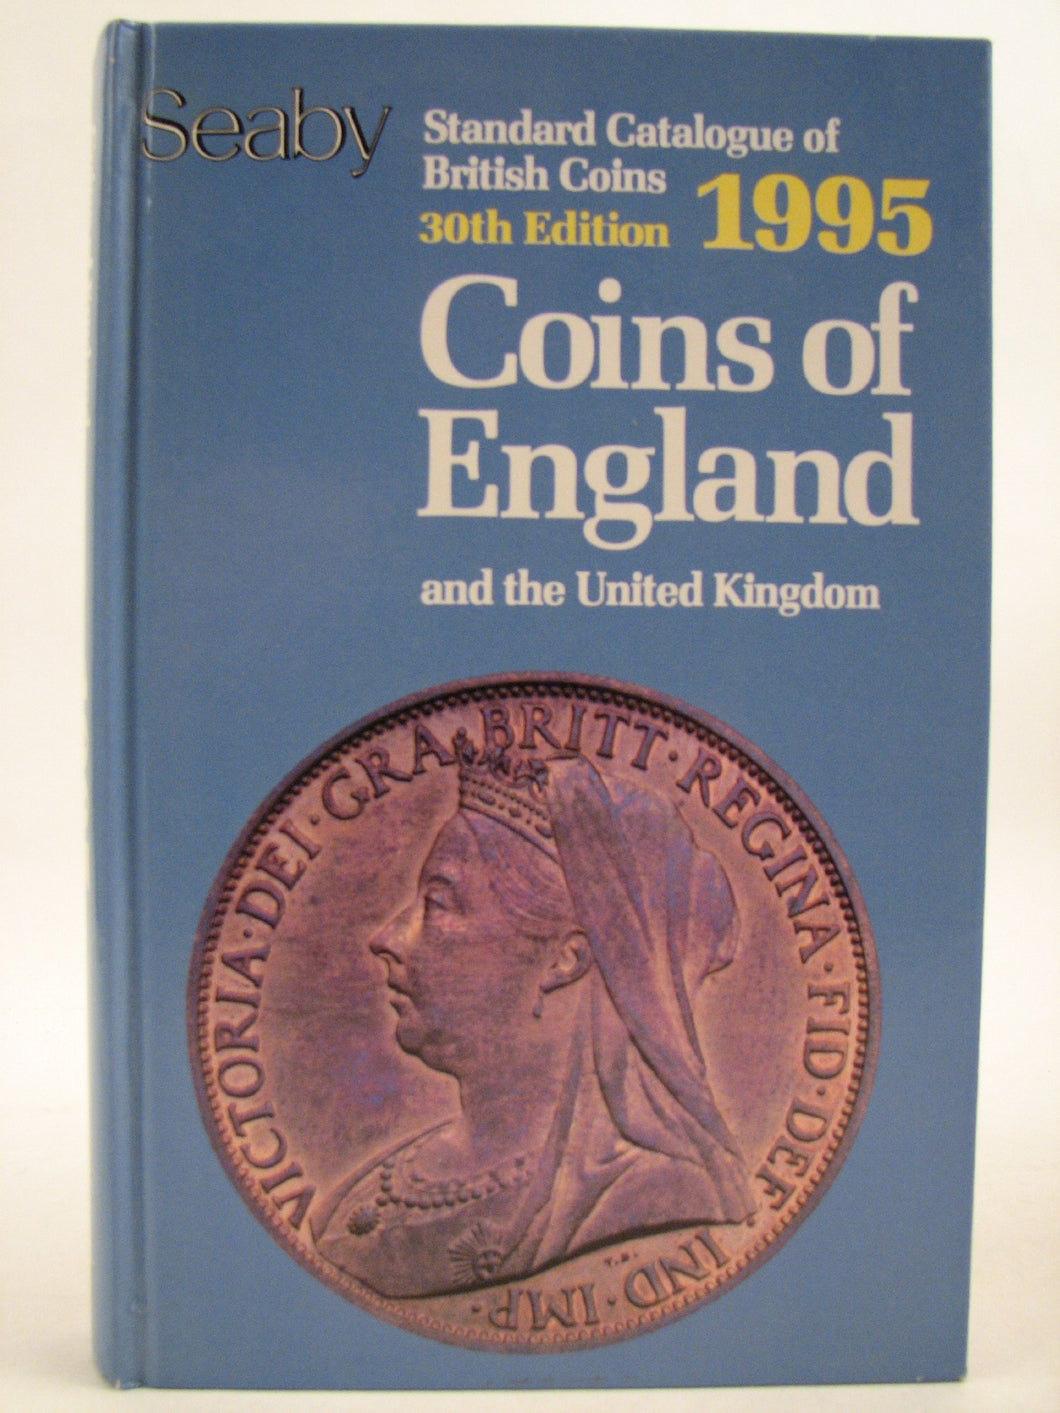 Seaby
Standard Catalogue of
British Coins
30th Edition 1995
Coins of
England
and the United Kingdom
VICTORIA·DEI·GRA·BRITT·REGINA·FID·DEF·IND·IMP·
T.B.